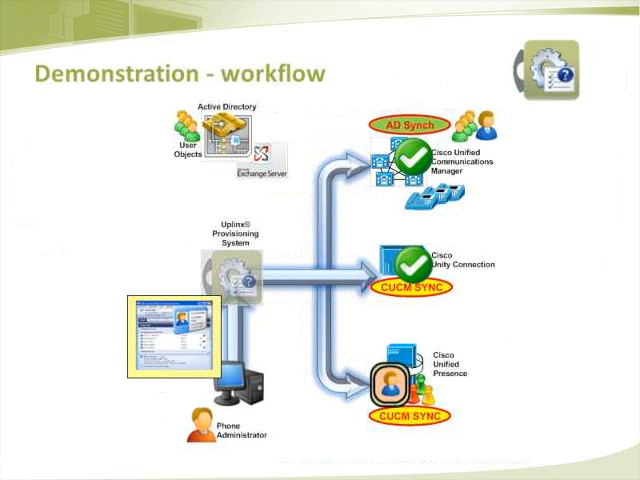 Demonstration - workflow
Active Directory
User
Objects
Exchange Server
AD Synch
Cisco Unified
Communications
Manager
Uplinx®
Provisioning
System
Cisco
Unity Connection
CUCM SYNC
Cisco
Unified
Presence
CUCM SYNC
Phone
Administrator